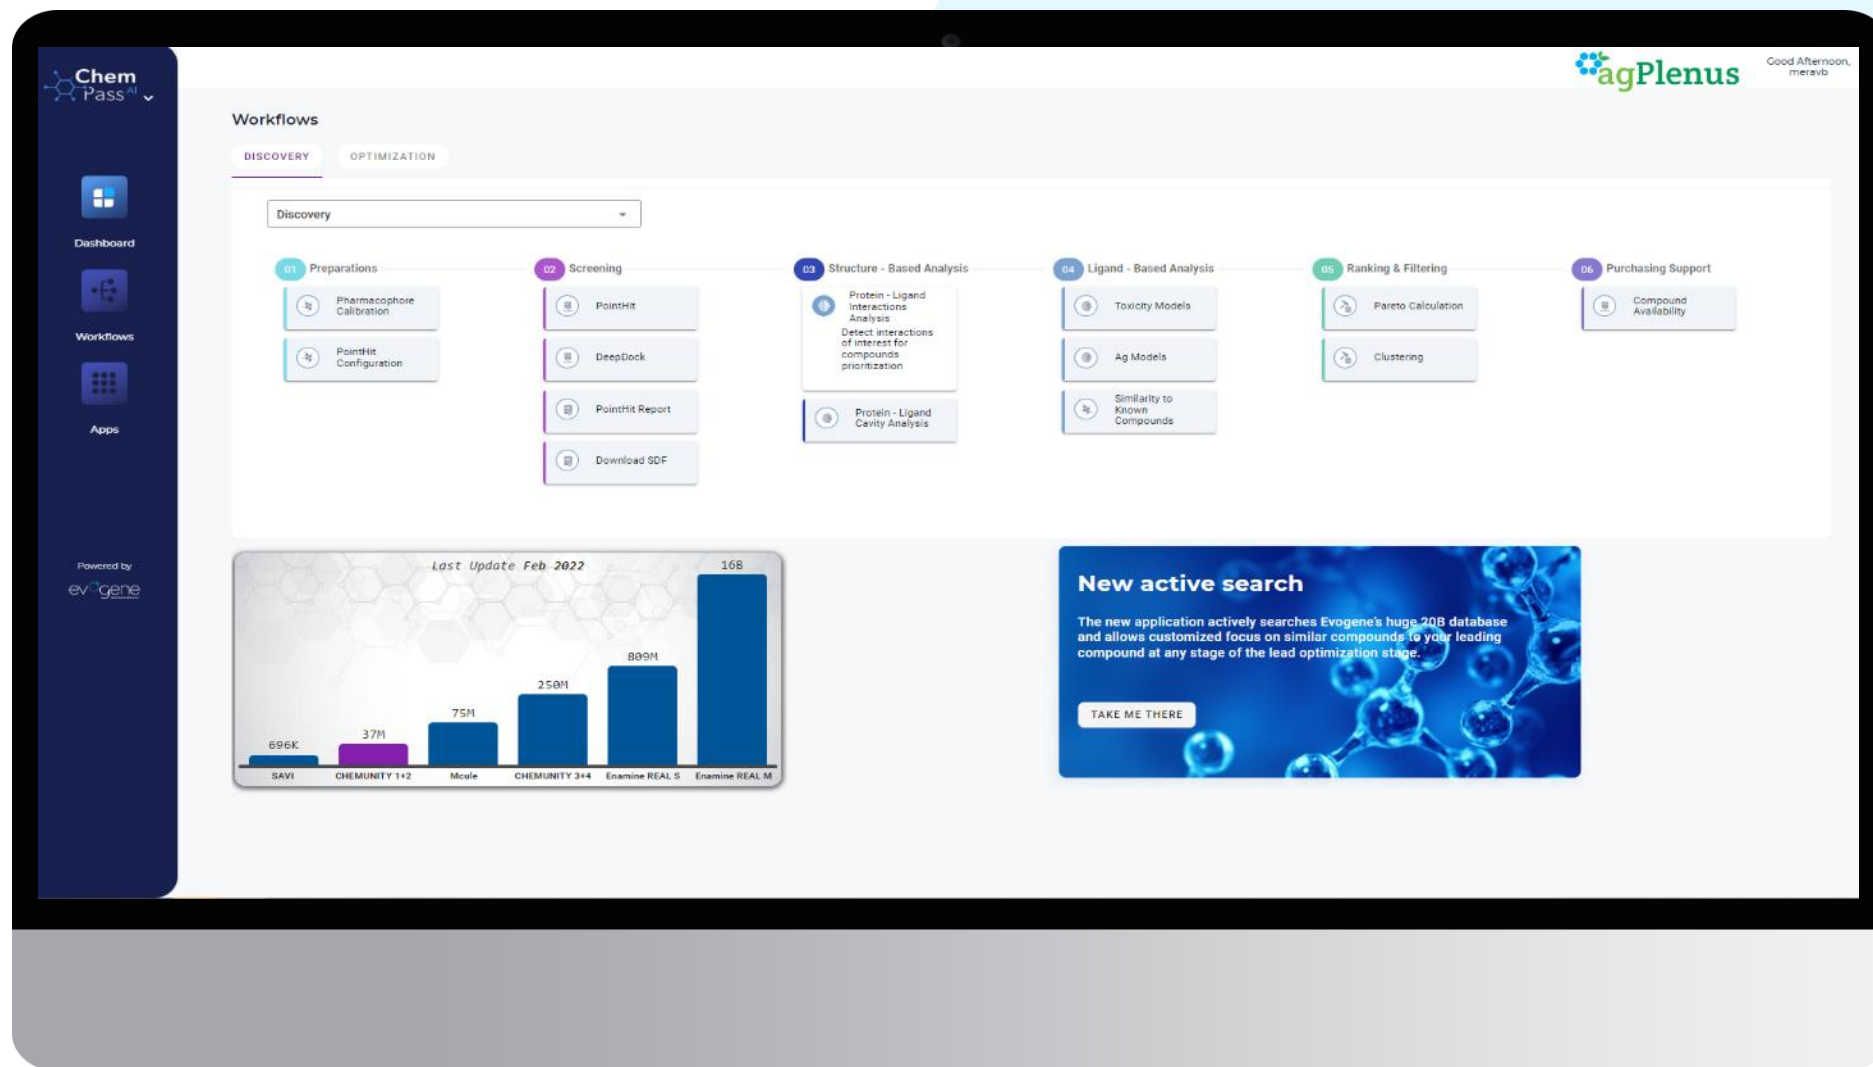 Chem
Pass AI
agPlenus
Good Afternoon,
meravb
Dashboard
Workflows
Apps
Powered by
evogene
Workflows
DISCOVERY
OPTIMIZATION
Discovery
01 Preparations
Pharmacophore
Calibration
PointHit
Configuration
02 Screening
PointHit
DeepDock
PointHit Report
Download SDF
03 Structure - Based Analysis
Protein - Ligand
Interactions
Analysis
Detect interactions
of interest for
compounds
prioritization
Protein - Ligand
Cavity Analysis
04 Ligand - Based Analysis
Toxicity Models
Ag Models
Similarity to
Known
Compounds
05 Ranking & Filtering
Pareto Calculation
Clustering
06 Purchasing Support
Compound
Availability
Last Update Feb 2022
696K
37M
75M
250M
809M
16B
SAVI
CHEMUNITY 1+2
Mcule
CHEMUNITY 3+4
Enamine REAL S
Enamine REAL M
New active search
The new application actively searches Evogene's huge 20B database
and allows customized focus on similar compounds to your leading
compound at any stage of the lead optimization stage.
TAKE ME THERE